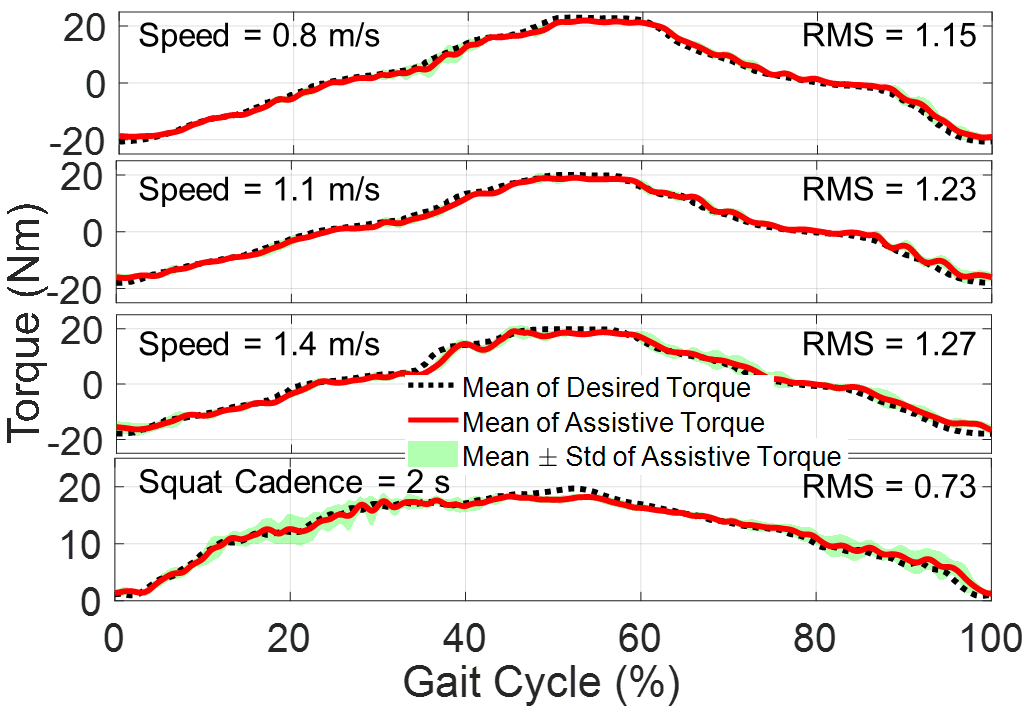 Torque (Nm)
20
0
-20
Speed = 0.8 m/s
RMS = 1.15
20
0
-20
Speed = 1.1 m/s
RMS = 1.23
20
0
-20
Speed = 1.4 m/s
RMS = 1.27
Mean of Desired Torque
Mean of Assistive Torque
Mean ± Std of Assistive Torque
20
10
0
Squat Cadence = 2 s
RMS = 0.73
0 20 40 60 80 100
Gait Cycle (%)